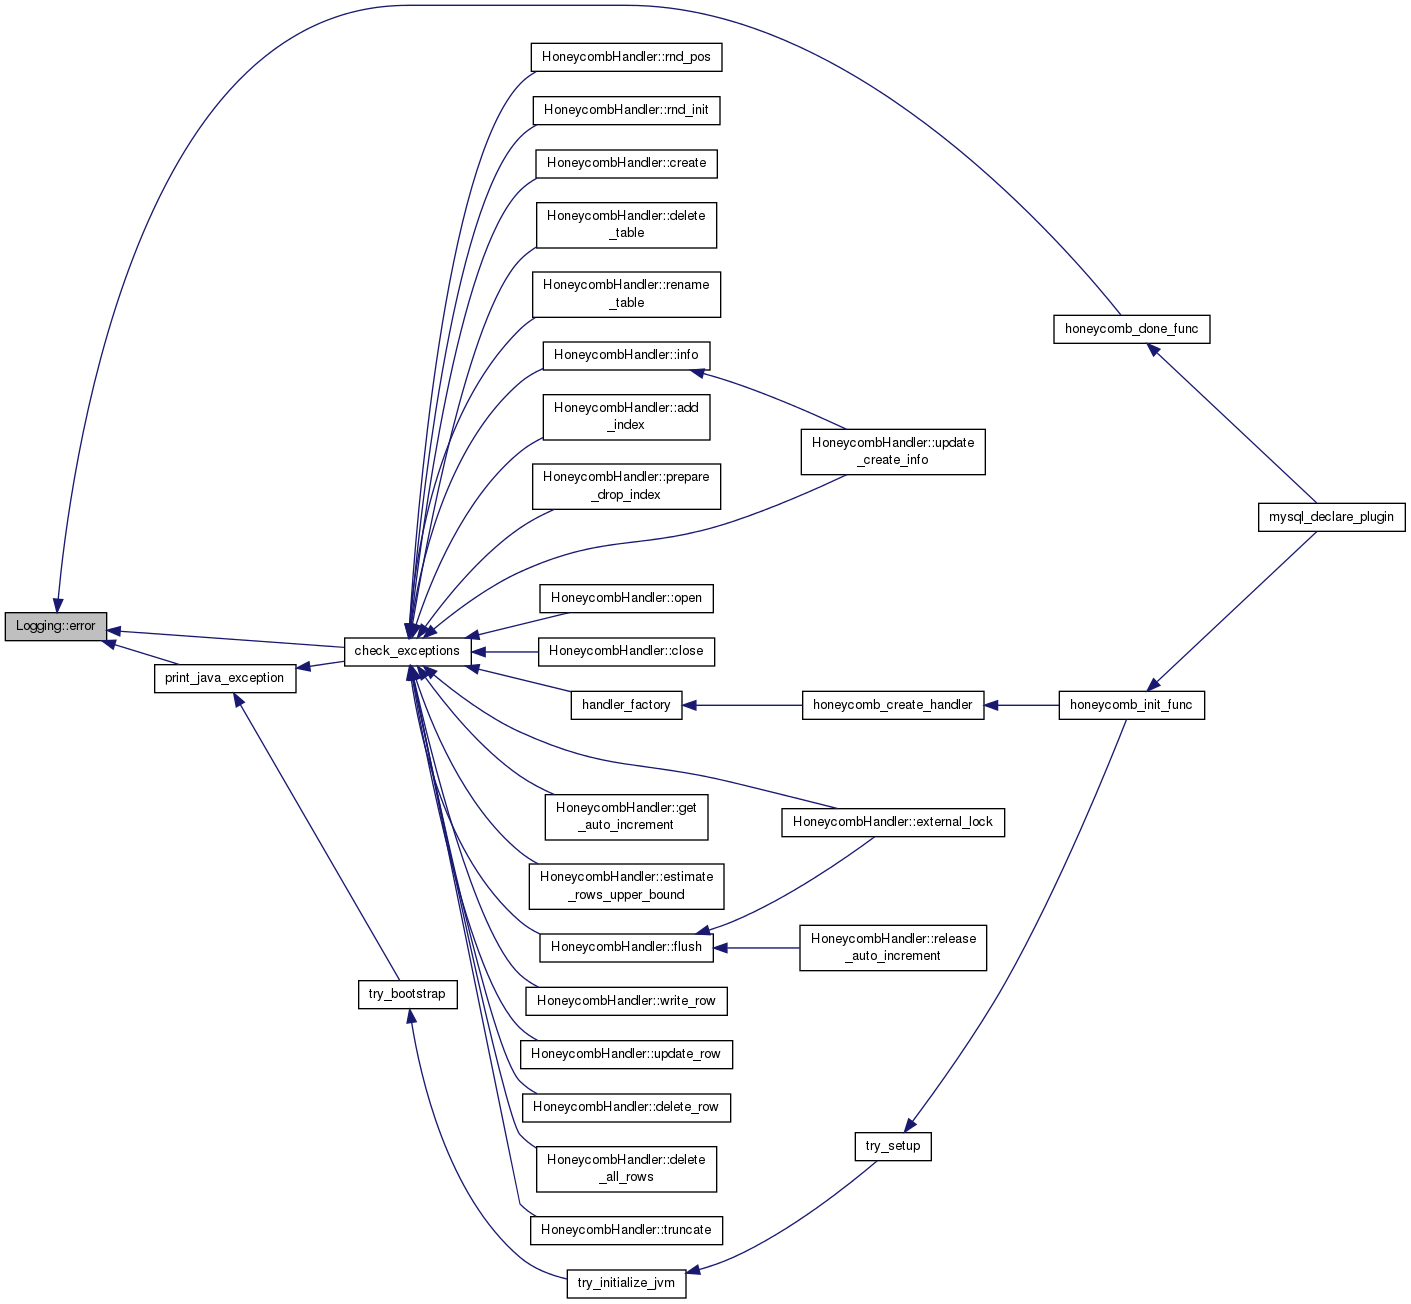 HoneycombHandler::rnd_pos
HoneycombHandler::rnd_init
HoneycombHandler::create
HoneycombHandler::delete
_table
HoneycombHandler::rename
_table
honeycomb_done_func
HoneycombHandler::info
HoneycombHandler::add
_index
HoneycombHandler::update
_create_info
HoneycombHandler::prepare
_drop_index
mysql_declare_plugin
HoneycombHandler::open
Logging::error
check_exceptions
HoneycombHandler::close
print_java_exception
handler_factory
honeycomb_create_handler
honeycomb_init_func
HoneycombHandler::get
_auto_increment
HoneycombHandler::external_lock
HoneycombHandler::estimate
_rows_upper_bound
HoneycombHandler::flush
HoneycombHandler::release
_auto_increment
try_bootstrap
HoneycombHandler::write_row
HoneycombHandler::update_row
HoneycombHandler::delete_row
try_setup
HoneycombHandler::delete
_all_rows
HoneycombHandler::truncate
try_initialize_jvm